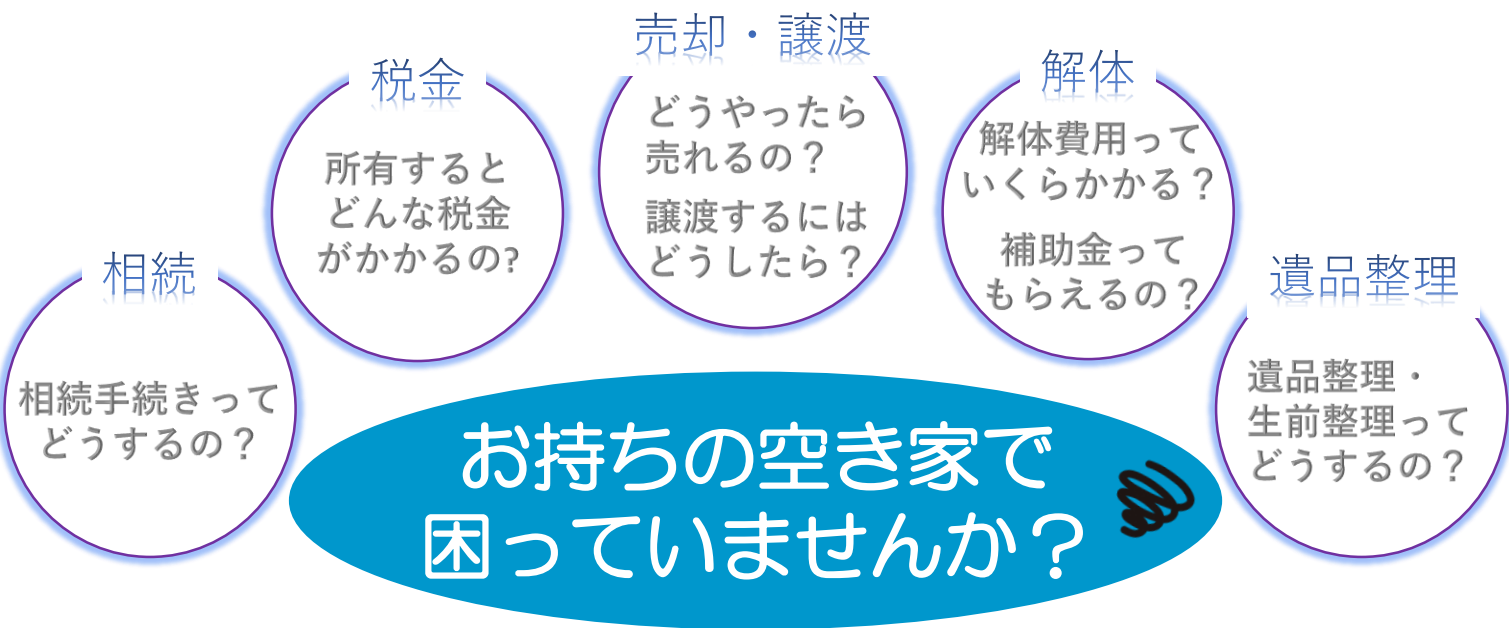 相続
相続手続きって
どうするの？
税金
所有すると
どんな税金
がかかるの?
売却・譲渡
どうやったら
売れるの？
譲渡するには
どうしたら？
解体
解体費用って
いくらかかる？
補助金って
もらえるの？
遺品整理
遺品整理・
生前整理って
どうするの？
お持ちの空き家で
困っていませんか？